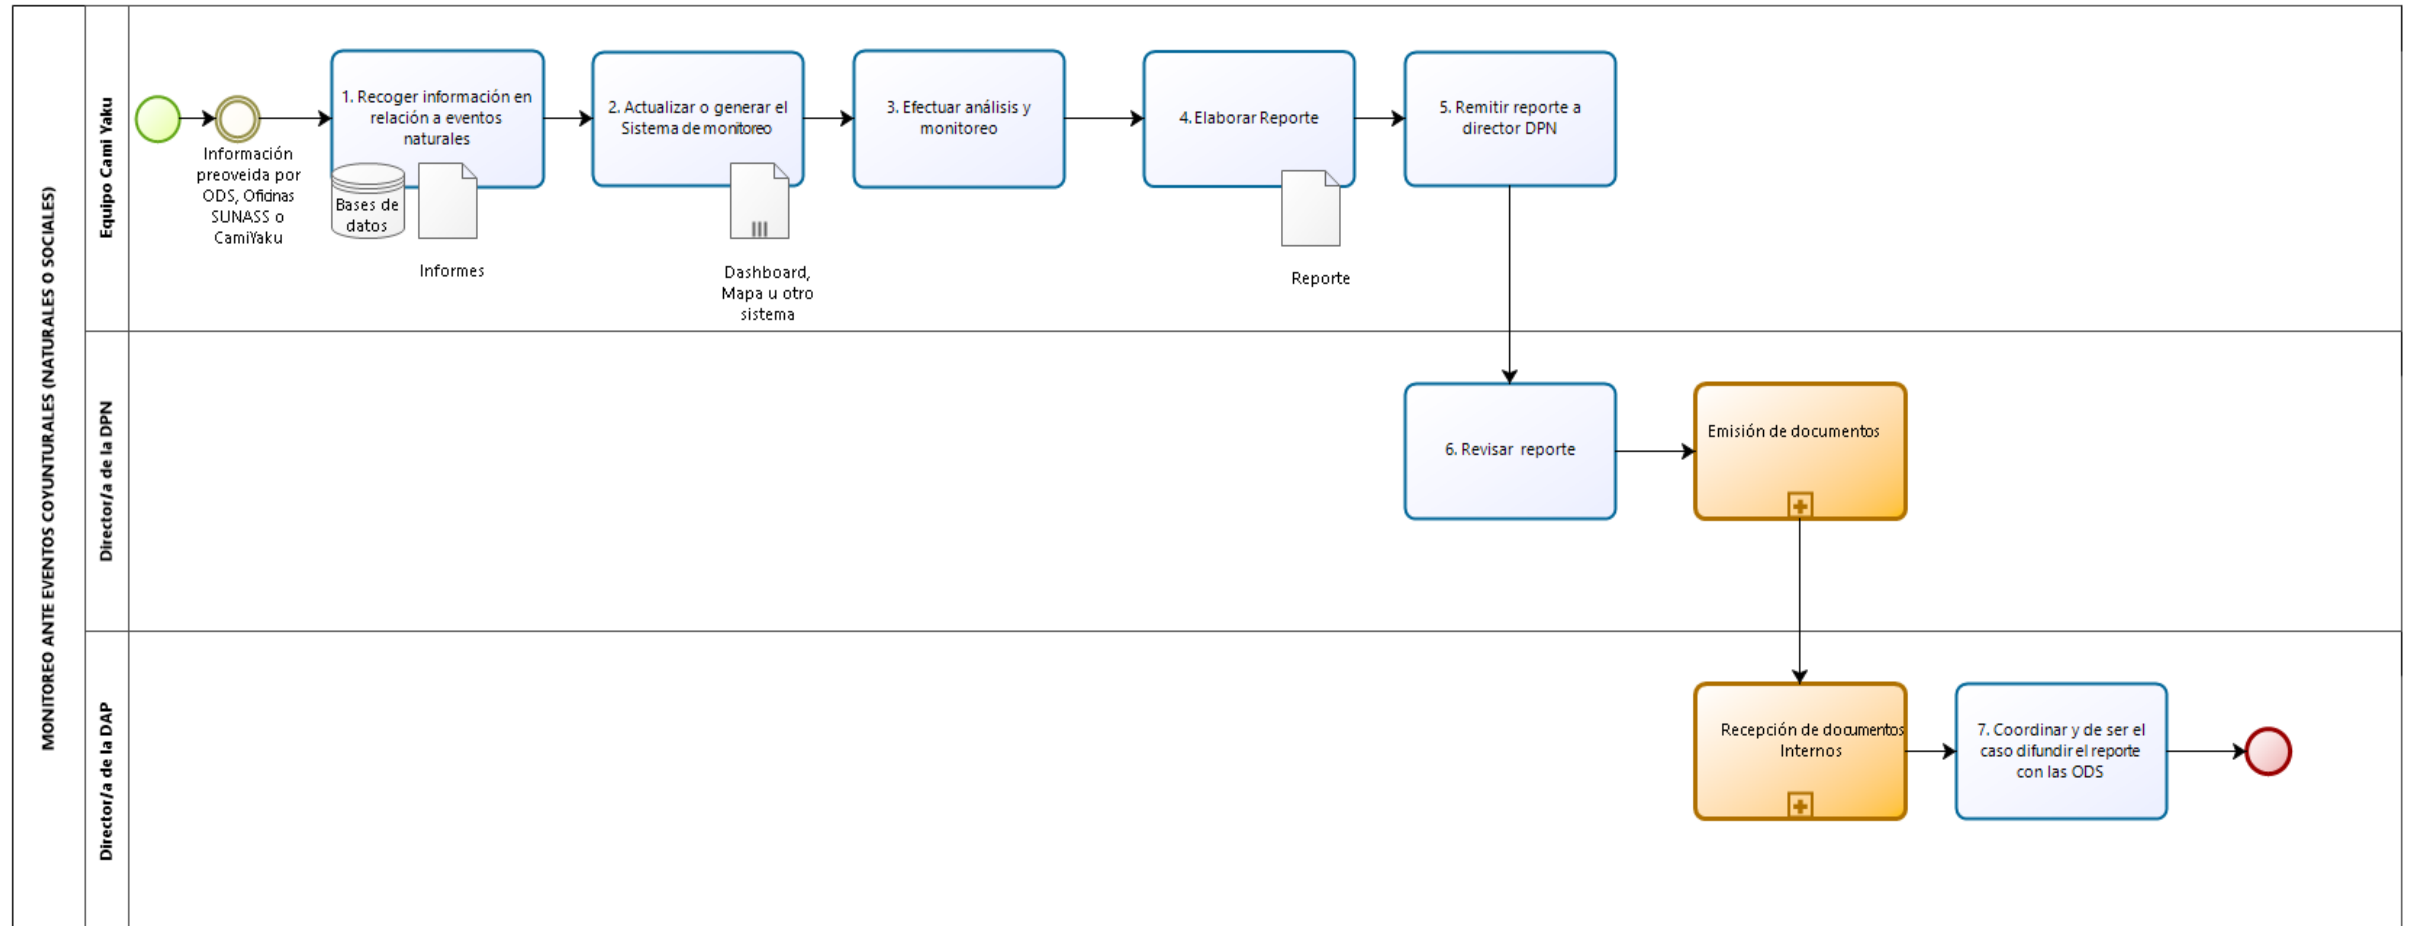 MONITOREO ANTE EVENTOS COYUNTURALES (NATURALES O SOCIALES)
Equipo Cami Yaku
Información
preoveida por
ODS, Oficinas
SUNASS o
CamiYaku
1. Recoger información en
relación a eventos
naturales
Bases de
datos
Informes
2. Actualizar o generar el
Sistema de monitoreo
Dashboard,
Mapa u otro
sistema
3. Efectuar análisis y
monitoreo
4. Elaborar Reporte
Reporte
5. Remitir reporte a
director DPN
Director/a de la DPN
6. Revisar reporte
Emisión de documentos
Director/a de la DAP
Recepción de documentos
Internos
7. Coordinar y de ser el
caso difundir el reporte
con las ODS